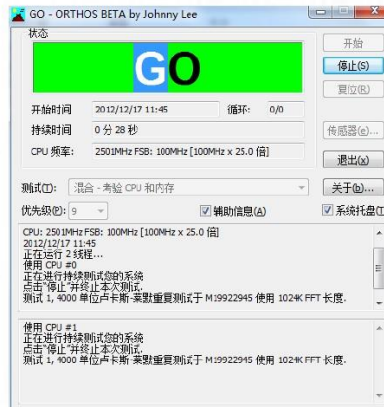 GO - ORTHOS BETA by Johnny Lee
状态
GO
开始
停止(S)
复位(R)
开始时间 2012/12/17 11:45 循环: 0/0
持续时间 0 分 28 秒
传感器(e)...
CPU 频率: 2501MHz FSB: 100MHz [100MHz x 25.0 倍]
退出(x)
测试(T): 混合 - 考验 CPU 和内存
关于(b)...
优先级(P): 9 辅助信息(A) 系统托盘(T
CPU: 2501MHz FSB: 100MHz [100MHz x 25.0 倍]
2012/12/17 11:45
正在运行 2 线程...
使用 CPU #0
正在进行持续测试您的系统
点击"停止"并终止本次测试.
测试 1, 4000 单位卢卡斯-莱默重复测试于 M19922945 使用 1024K FFT 长度.
使用 CPU #1
正在进行持续测试您的系统
点击"停止"并终止本次测试.
测试 1, 4000 单位卢卡斯-莱默重复测试于 M19922945 使用 1024K FFT 长度.